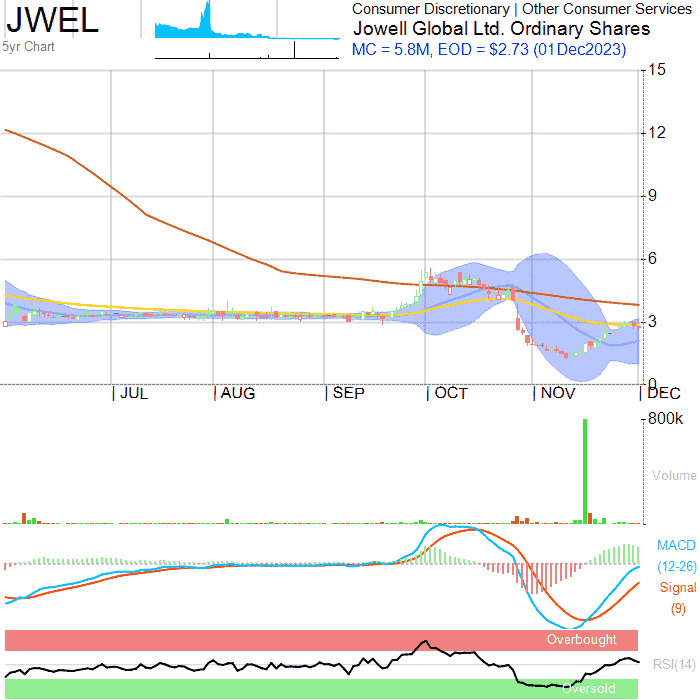 JWEL
5yr Chart
Consumer Discretionary | Other Consumer Services
Jowell Global Ltd. Ordinary Shares
MC = 5.8M, EOD = $2.73 (01Dec2023)
15
12
9
6
3
0
JUL
AUG
SEP
OCT
NOV
DEC
800k
Volume
MACD
(12-26)
Signal
(9)
Overbought
RSI(14)
Oversold